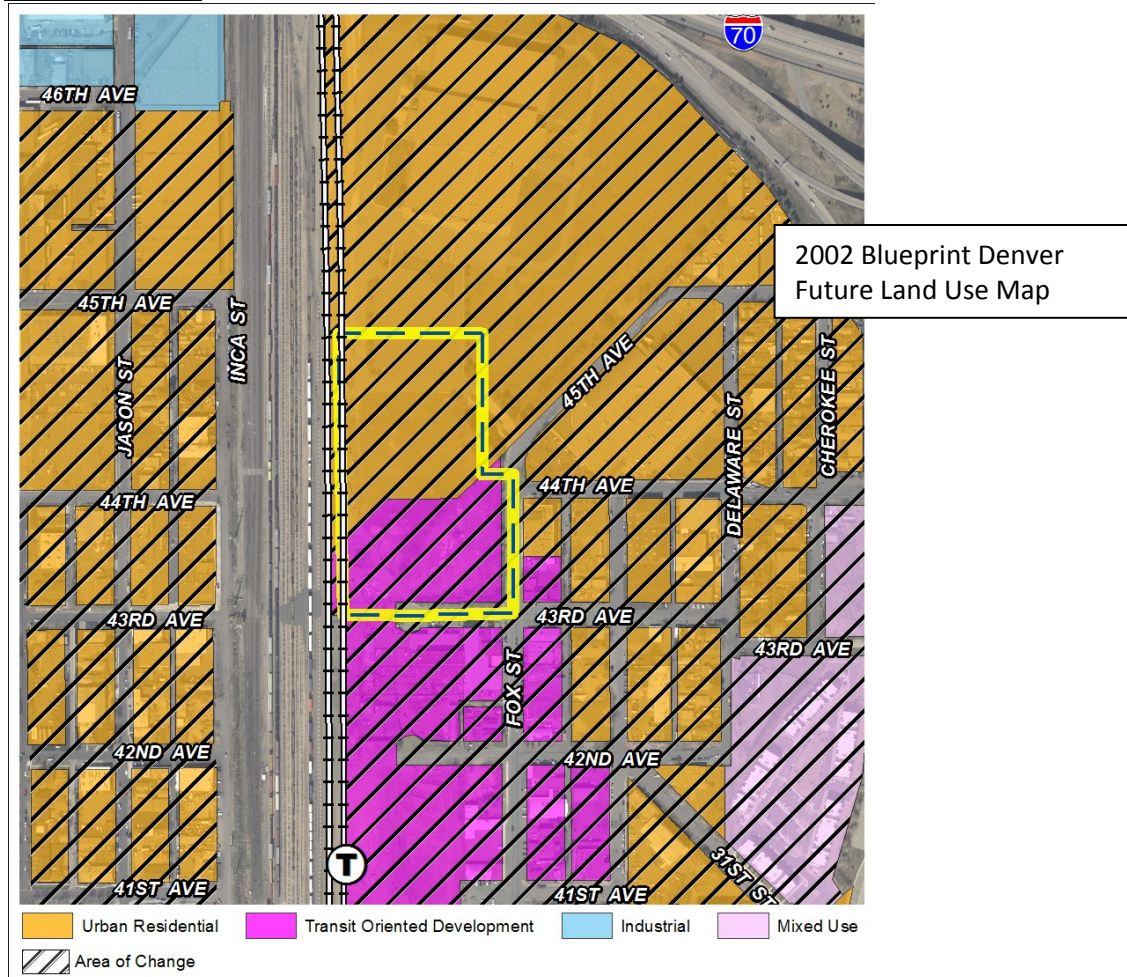 70
46TH AVE
2002 Blueprint Denver
Future Land Use Map
45TH AVE
INCA ST
JASON ST
45TH AVE
DELAWARE ST
CHEROKEE ST
44TH AVE
44TH AVE
43RD AVE
43RD AVE
43RD AVE
FOX ST
42ND AVE
42ND AVE
31ST ST
T
41ST AVE
41ST AVE
Urban Residential
Transit Oriented Development
Industrial
Mixed Use
Area of Change